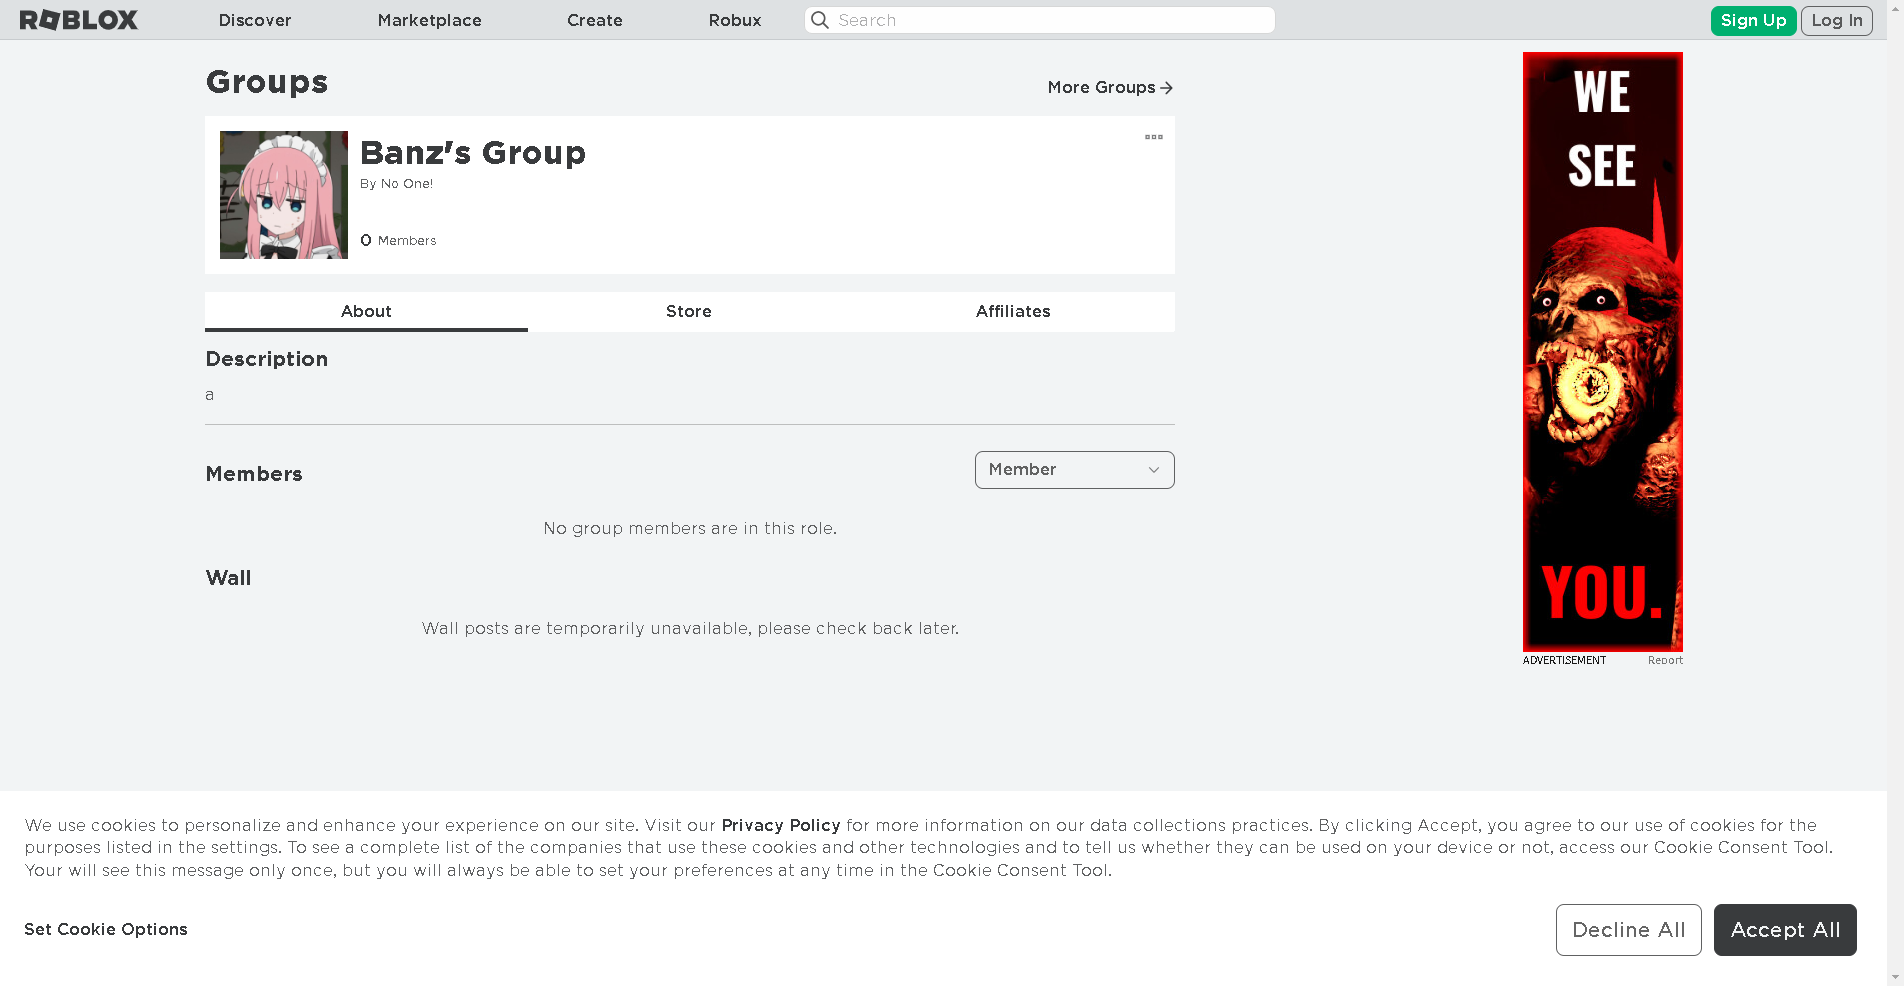 ROBLOX
Discover
Marketplace
Create
Robux
Search
Sign Up
Log In
Groups
More Groups
Banz's Group
By No One!
0 Members
About
Store
Affiliates
Description
a
Members
Member
No group members are in this role.
Wall
Wall posts are temporarily unavailable, please check back later.
WE
SEE
YOU.
ADVERTISEMENT
Report
We use cookies to personalize and enhance your experience on our site. Visit our Privacy Policy for more information on our data collections practices. By clicking Accept, you agree to our use of cookies for the
purposes listed in the settings. To see a complete list of the companies that use these cookies and other technologies and to tell us whether they can be used on your device or not, access our Cookie Consent Tool.
Your will see this message only once, but you will always be able to set your preferences at any time in the Cookie Consent Tool.
Set Cookie Options
Decline All
Accept All